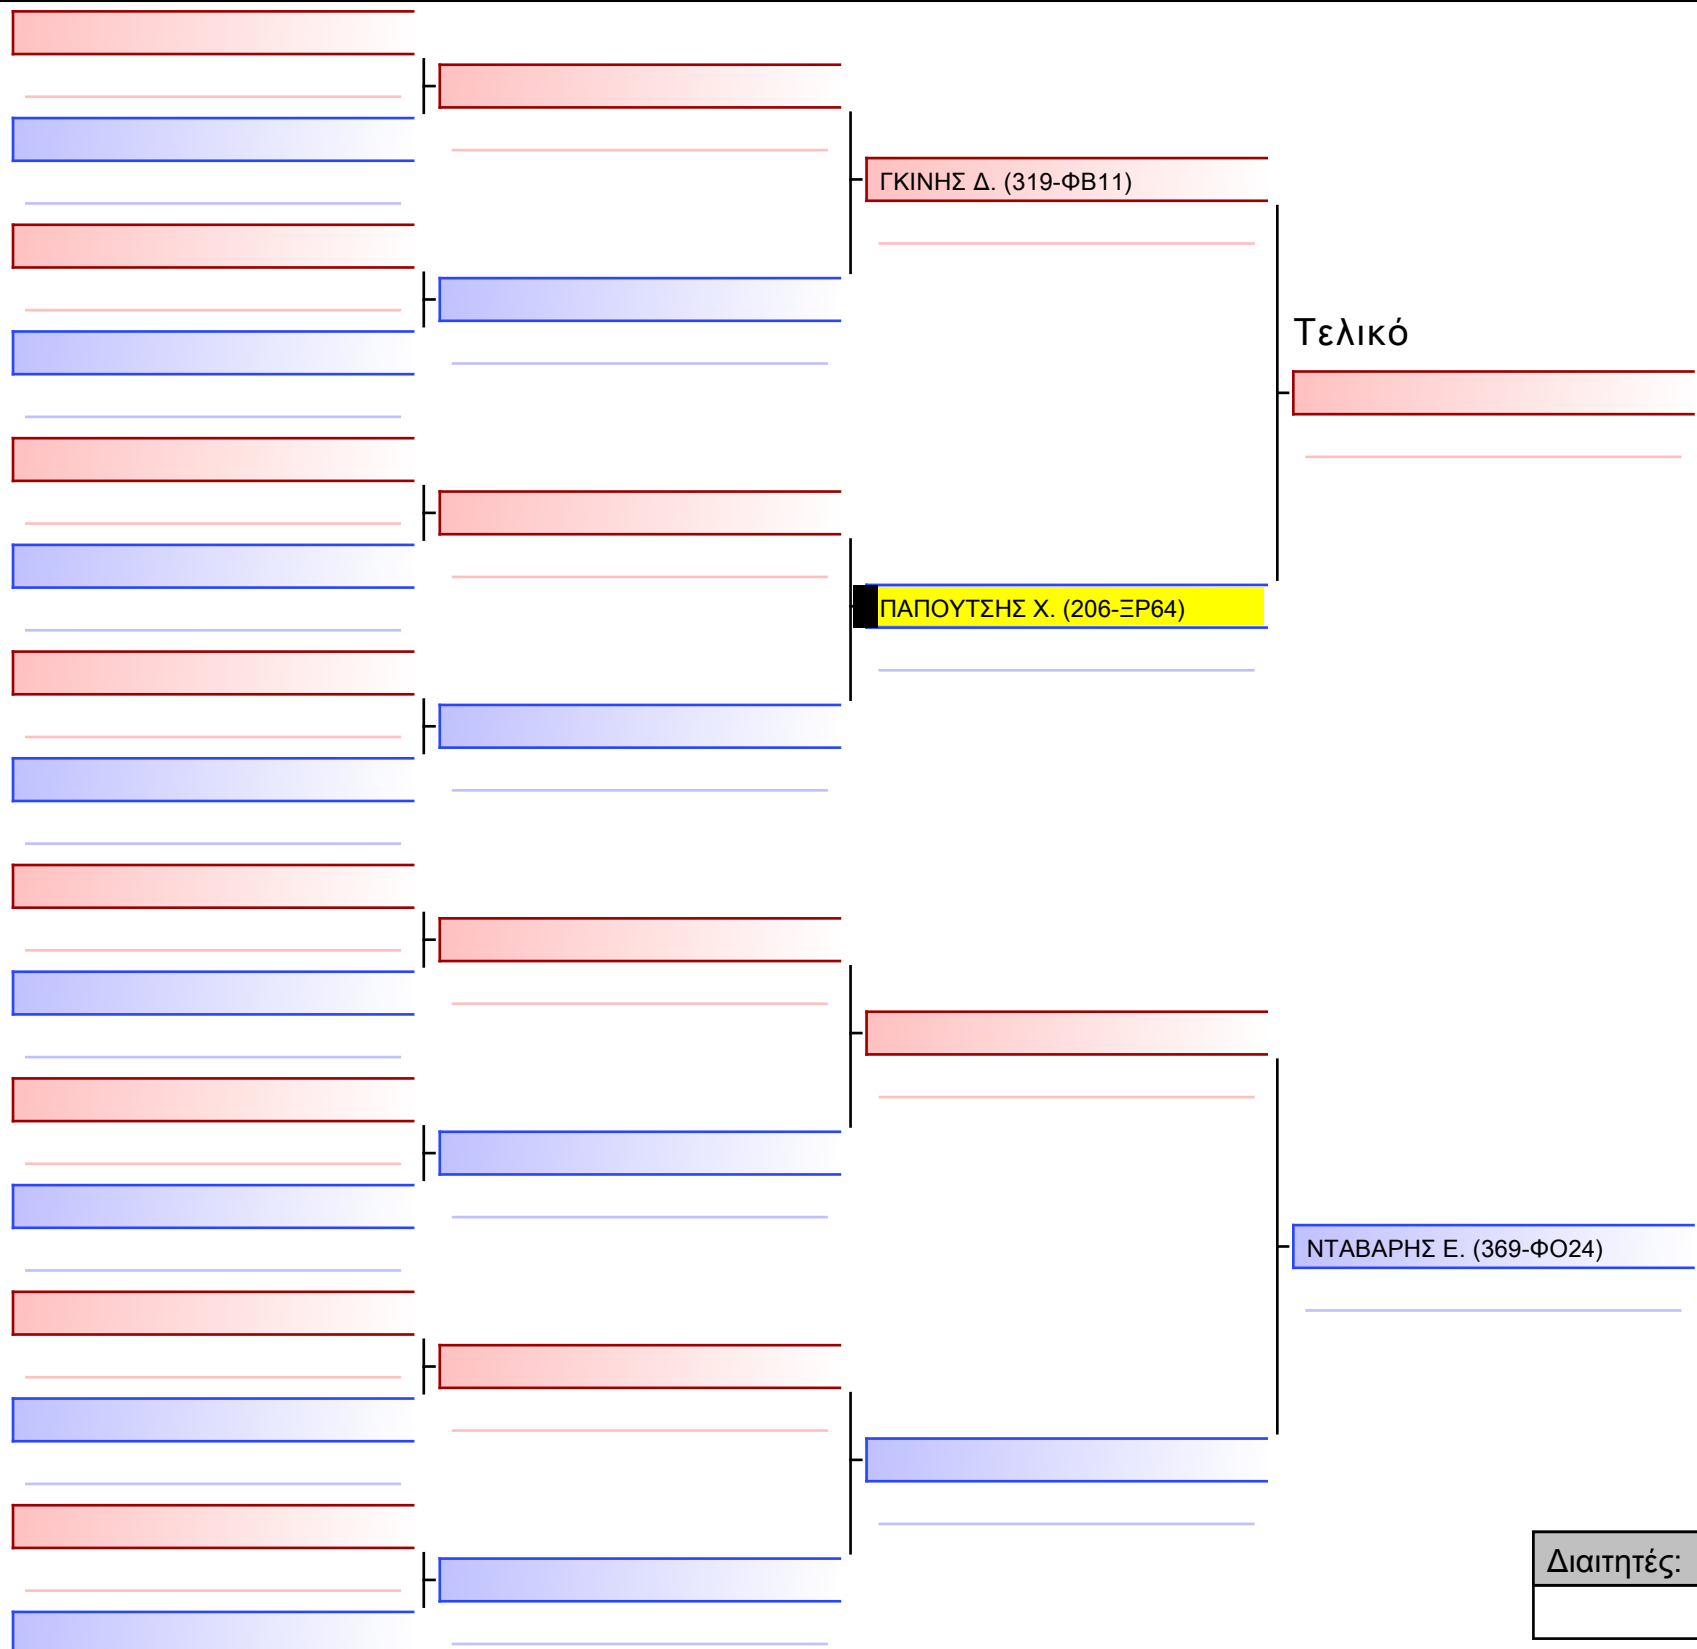 ΓΚΙΝΗΣ Δ. (319-ΦΒ11)
Τελικό
ΠΑΠΟΥΤΣΗΣ Χ. (206-ΞΡ64)
ΝΤΑΒΑΡΗΣ Ε. (369-ΦΟ24)
Διαιτητές: